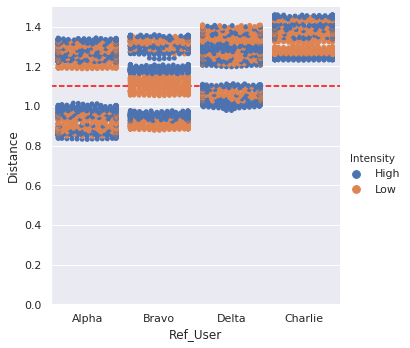 1.4
1.2
1.0
0.8
0.6
0.4
0.2
0.0
Distance
Alpha Bravo Delta Charlie
Ref_User
Intensity
High
Low